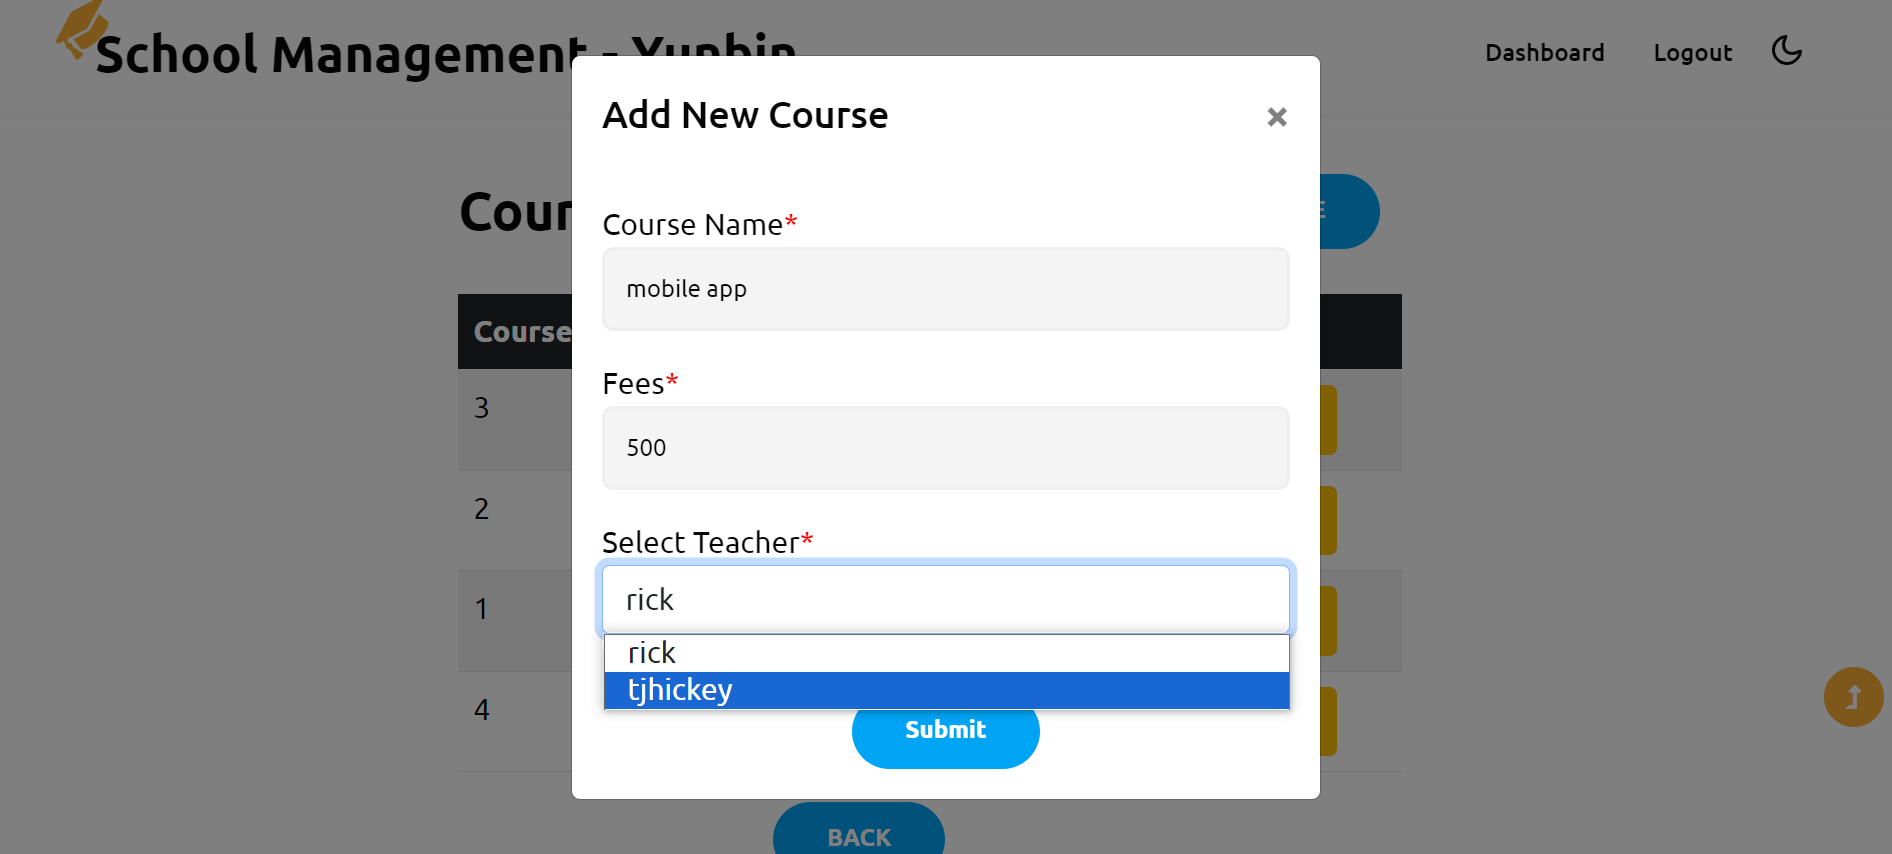 School Management - Yunbin
Dashboard
Logout
Add New Course
×
Cour
E
Course Name*
mobile app
Course
Fees*
3
500
2
Select Teacher*
rick
1
rick
tjhickey
4
Submit
BACK